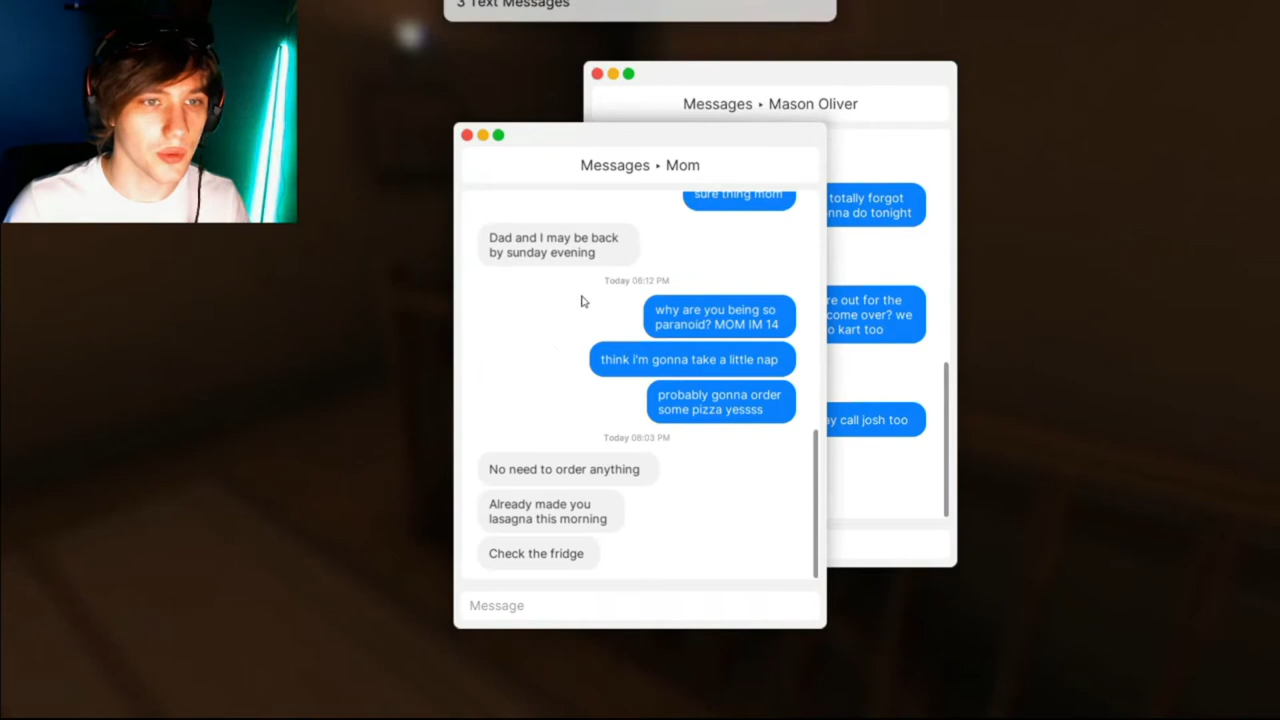 3 Text Messages
Messages ‣ Mason Oliver
totally forgot
nna do tonight
re out for the
come over? we
o kart too
ay call josh too
Messages ‣ Mom
sure thing mom
Dad and I may be back
by sunday evening
Today 06:12 PM
why are you being so
paranoid? MOM IM 14
think i'm gonna take a little nap
probably gonna order
some pizza yessss
Today 08:03 PM
No need to order anything
Already made you
lasagna this morning
Check the fridge
Message